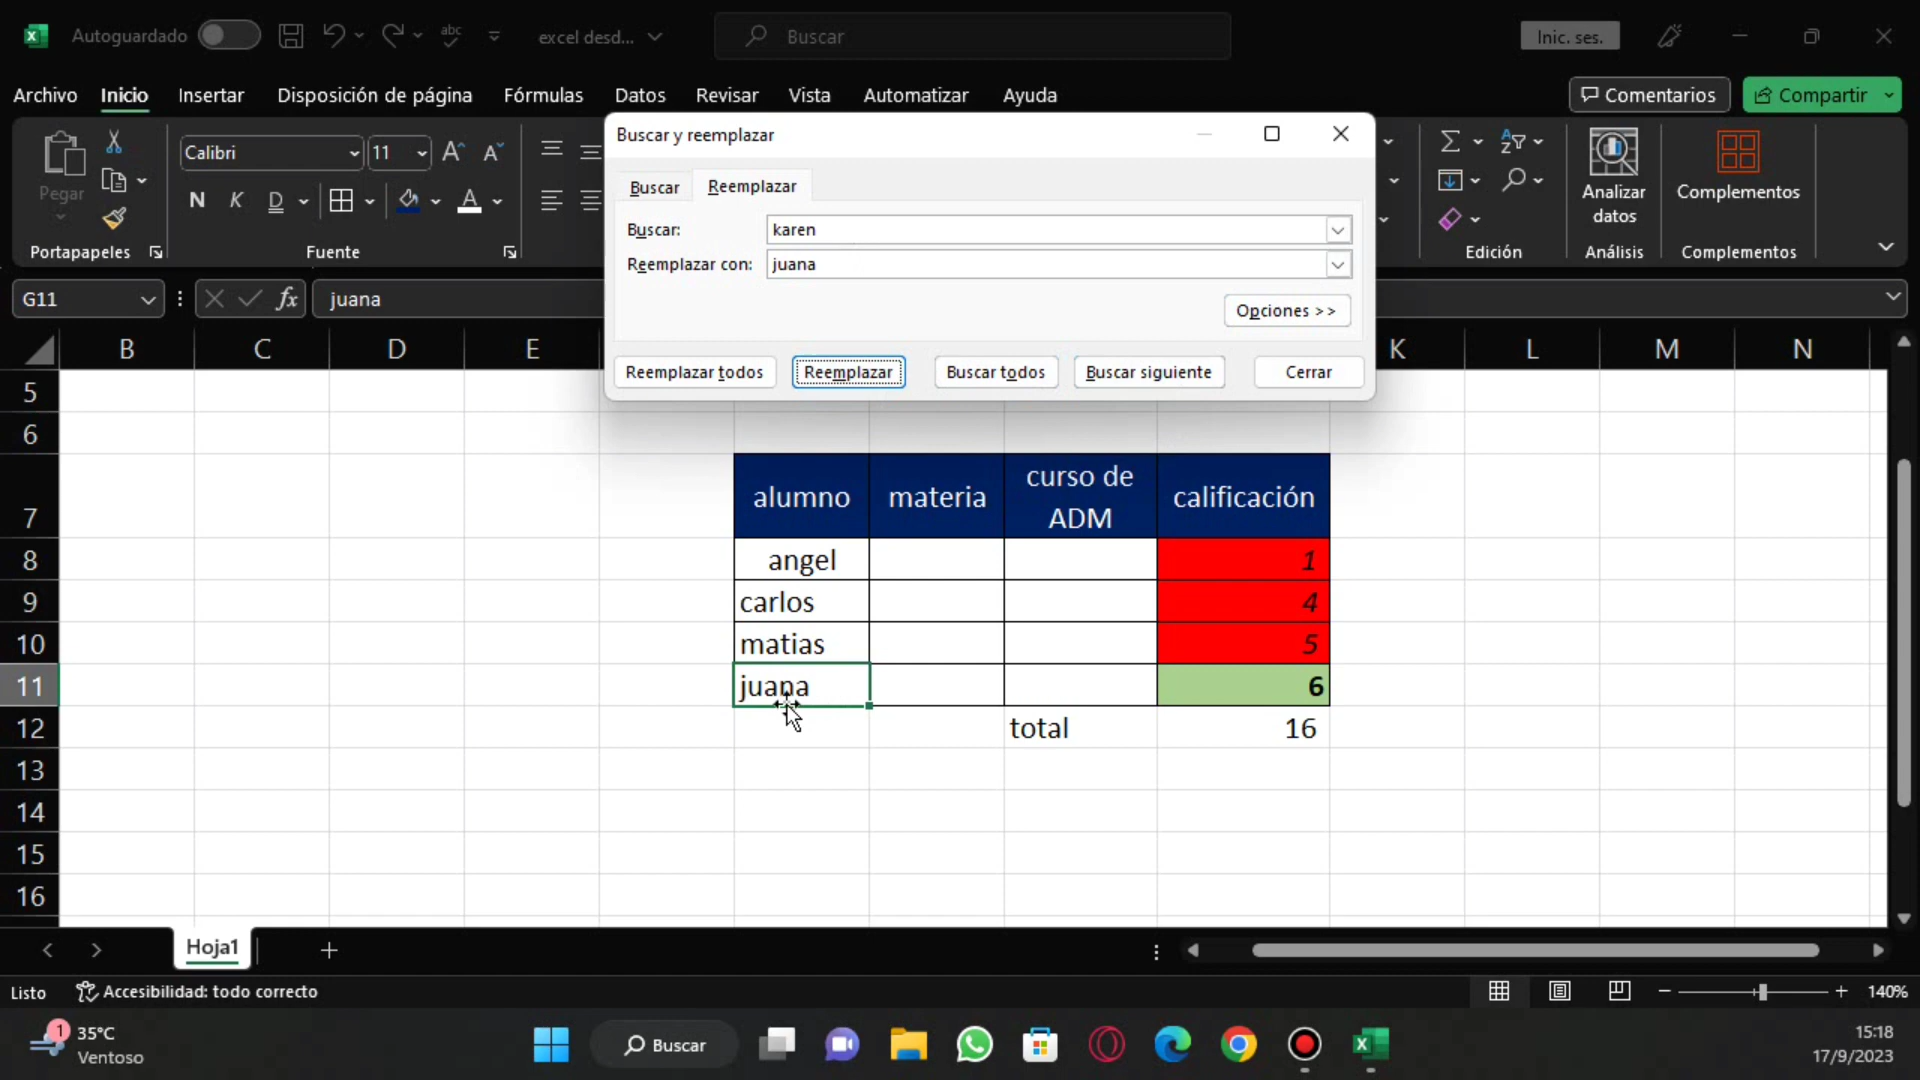 Autoguardado
abc
excel desd...
Buscar
Inic. ses.
Archivo Inicio Insertar Disposición de página Fórmulas Datos Revisar Vista Automatizar Ayuda
Comentarios
Compartir
Pegar
Calibri
11
N K D A
Portapapeles
Fuente
Analizar datos
Complementos
Edición
Análisis
Complementos
Buscar y reemplazar
Buscar
Reemplazar
Buscar: karen
Reemplazar con: juana
Opciones >>
Reemplazar todos
Reemplazar
Buscar todos
Buscar siguiente
Cerrar
G11
fx
juana
B C D E K L M N
5
6
7 alumno materia curso de ADM calificación
8 angel 1
9 carlos 4
10 matias 5
11 juana 6
12 total 16
13
14
15
16
Hoja1
Listo
Accesibilidad: todo correcto
140%
1
35°C
Ventoso
Buscar
15:18
17/9/2023